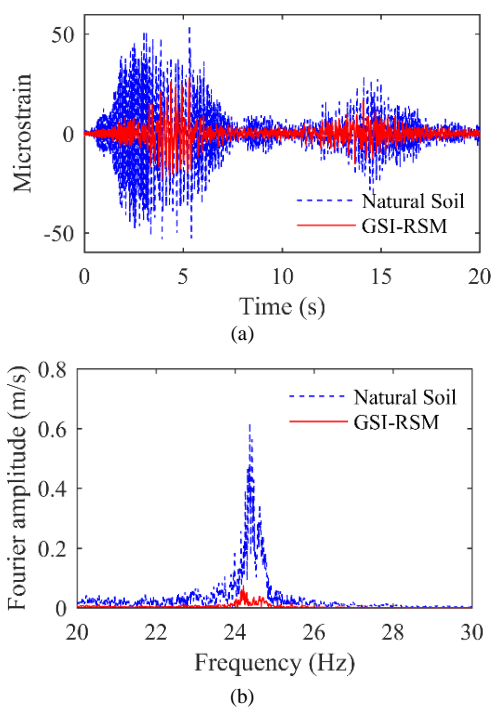 50
0
-50
Microstrain
Natural Soil
GSI-RSM
0 5 10 15 20
Time (s)
(a)
0.8
0.6
0.4
0.2
0
Fourier amplitude (m/s)
Natural Soil
GSI-RSM
20 22 24 26 28 30
Frequency (Hz)
(b)